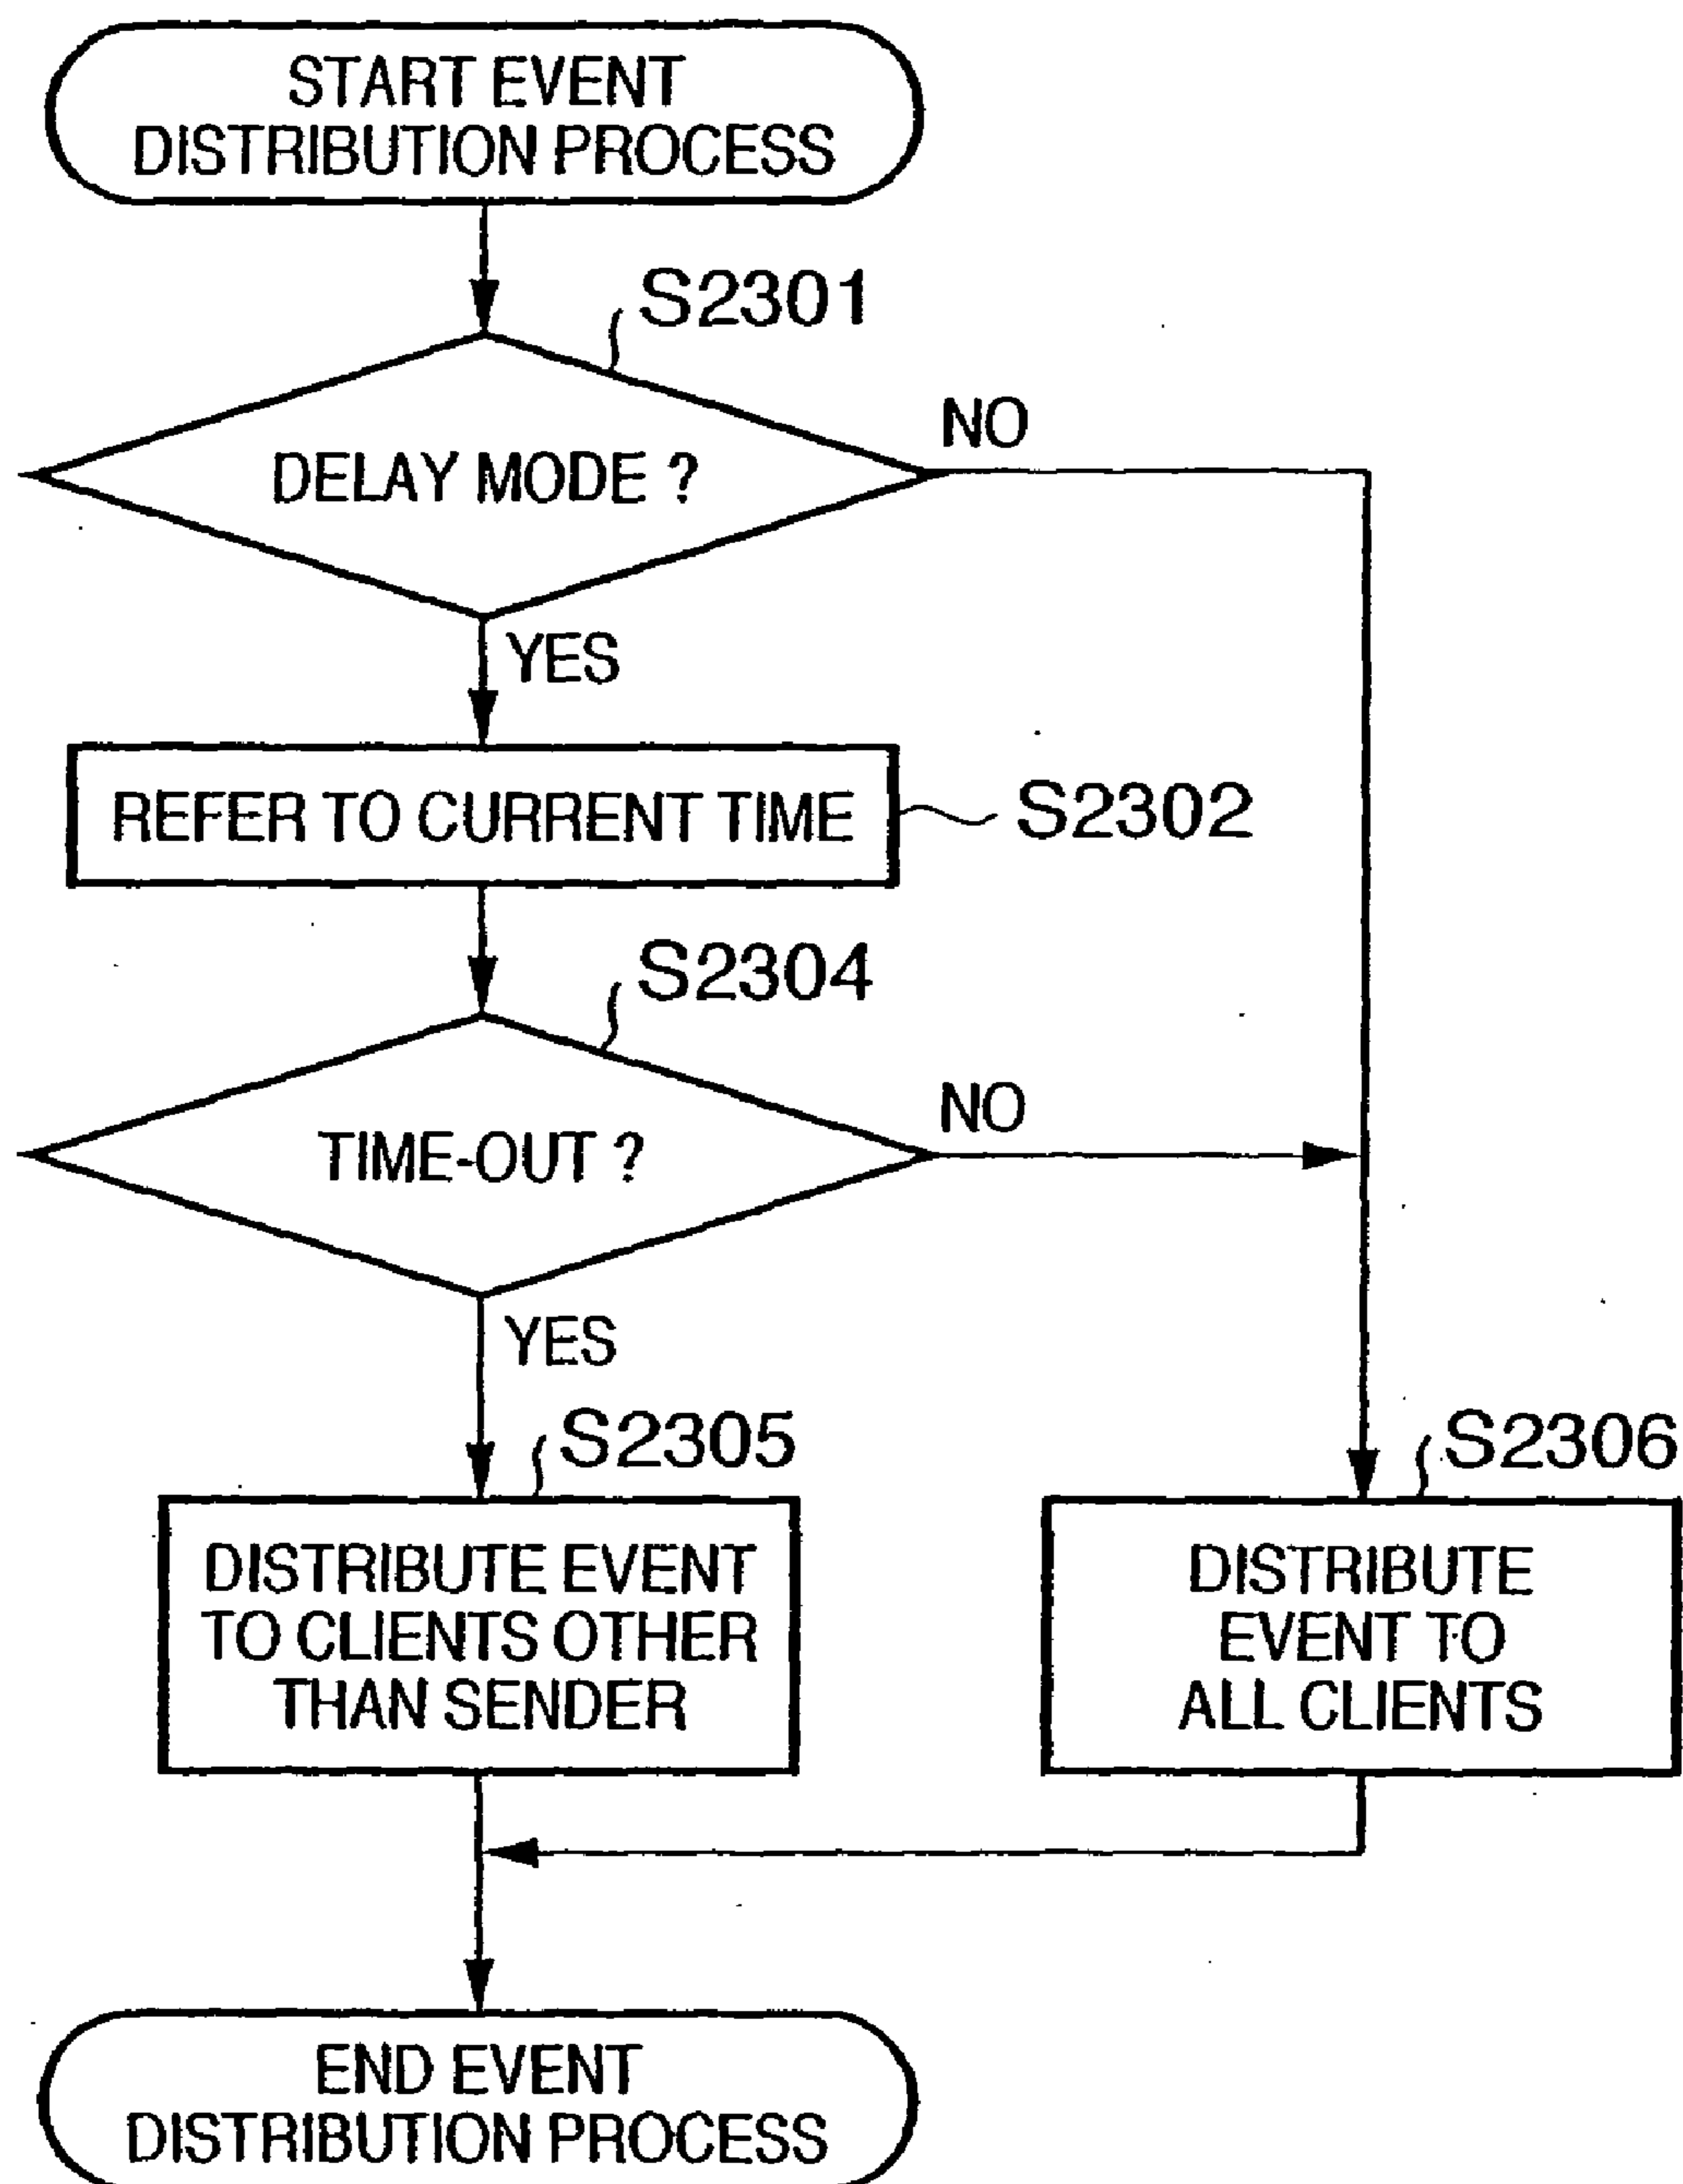 START EVENT
DISTRIBUTION PROCESS
S2301
DELAY MODE ?
NO
YES
REFER TO CURRENT TIME
S2302
S2304
TIME-OUT ?
NO
YES
S2305
S2306
DISTRIBUTE EVENT
TO CLIENTS OTHER
THAN SENDER
DISTRIBUTE
EVENT TO
ALL CLIENTS
END EVENT
DISTRIBUTION PROCESS